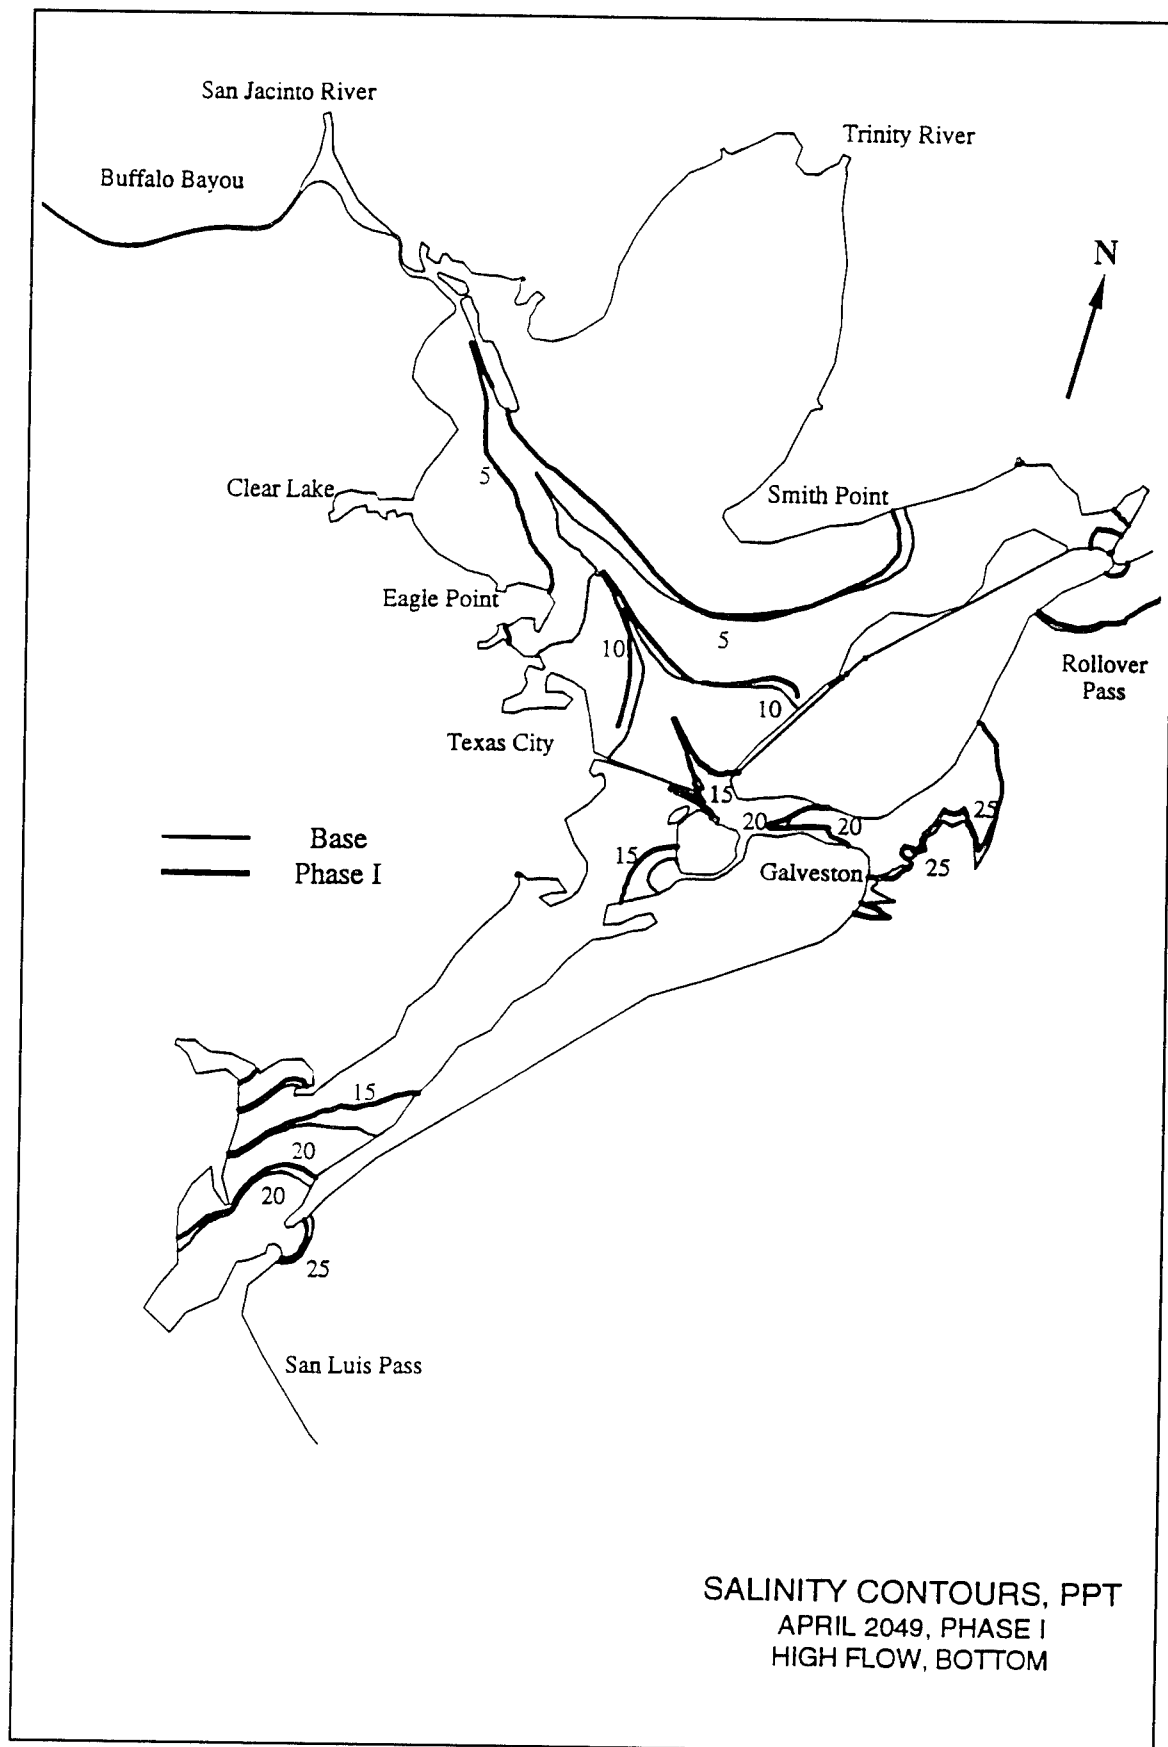 San Jacinto River
Trinity River
Buffalo Bayou
N
5
Clear Lake
Smith Point
Eagle Point
5
10
Rollover
Pass
10
Texas City
15
25
20
20
Base
15
25
Phase I
Galveston
15
20
20
25
San Luis Pass
SALINITY CONTOURS, PPT
APRIL 2049, PHASE I
HIGH FLOW, BOTTOM